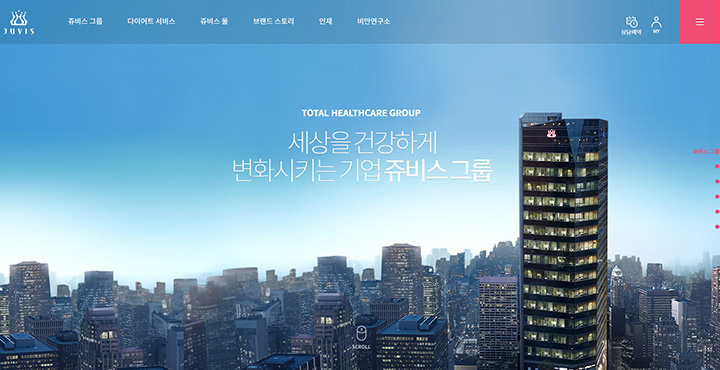 JUVIS
쥬비스 그룹
다이어트 서비스
쥬비스 몰
브랜드 스토리
인재
비만연구소
상담예약
MY
TOTAL HEALTHCARE GROUP
세상을 건강하게
변화시키는 기업 쥬비스 그룹
쥬비스 그룹
SCROLL